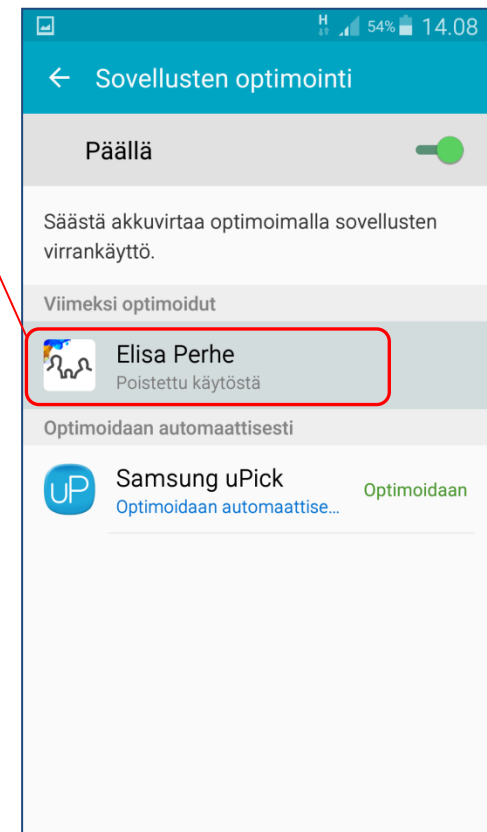 H 54% 14.08
Sovellusten optimointi
Päällä
Säästä akkuvirtaa optimoimalla sovellusten
virrankäyttö.
Viimeksi optimoidut
Elisa Perhe
Poistettu käytöstä
Optimoidaan automaattisesti
uP
Samsung uPick
Optimoidaan
Optimoidaan automaattise...